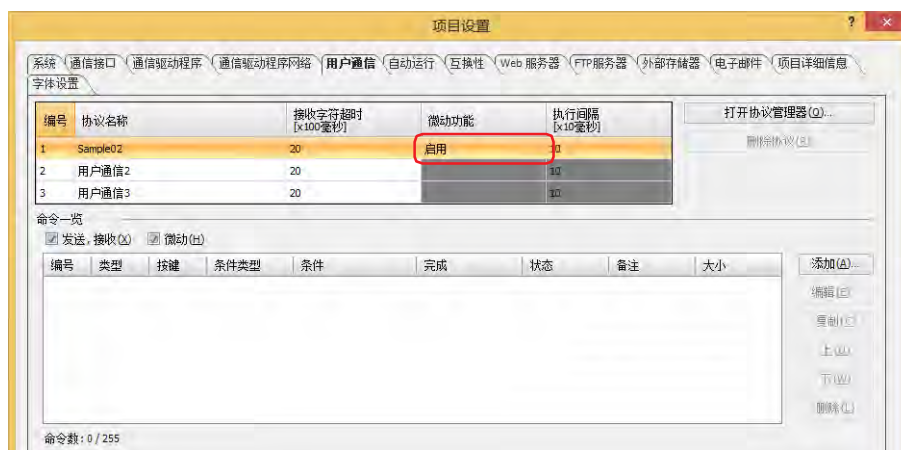 项目设置
? ×
系统 通信接口 通信驱动程序 通信驱动程序网络 用户通信 自动运行 互换性 Web 服务器 FTP服务器 外部存储器 电子邮件 项目详细信息
字体设置
编号 协议名称 接收字符超时 [x100毫秒] 微动功能 执行间隔 [x10毫秒]
1 Sample02 20 启用 10
2 用户通信2 20 10
3 用户通信3 20 10
打开协议管理器(O)...
删除协议(R)
命令一览
发送,接收(X) 微动(H)
编号 类型 按键 条件类型 条件 完成 状态 备注 大小
添加(A)...
编辑(E)
复制(C)
上(U)
下(W)
删除(L)
命令数: 0 / 255